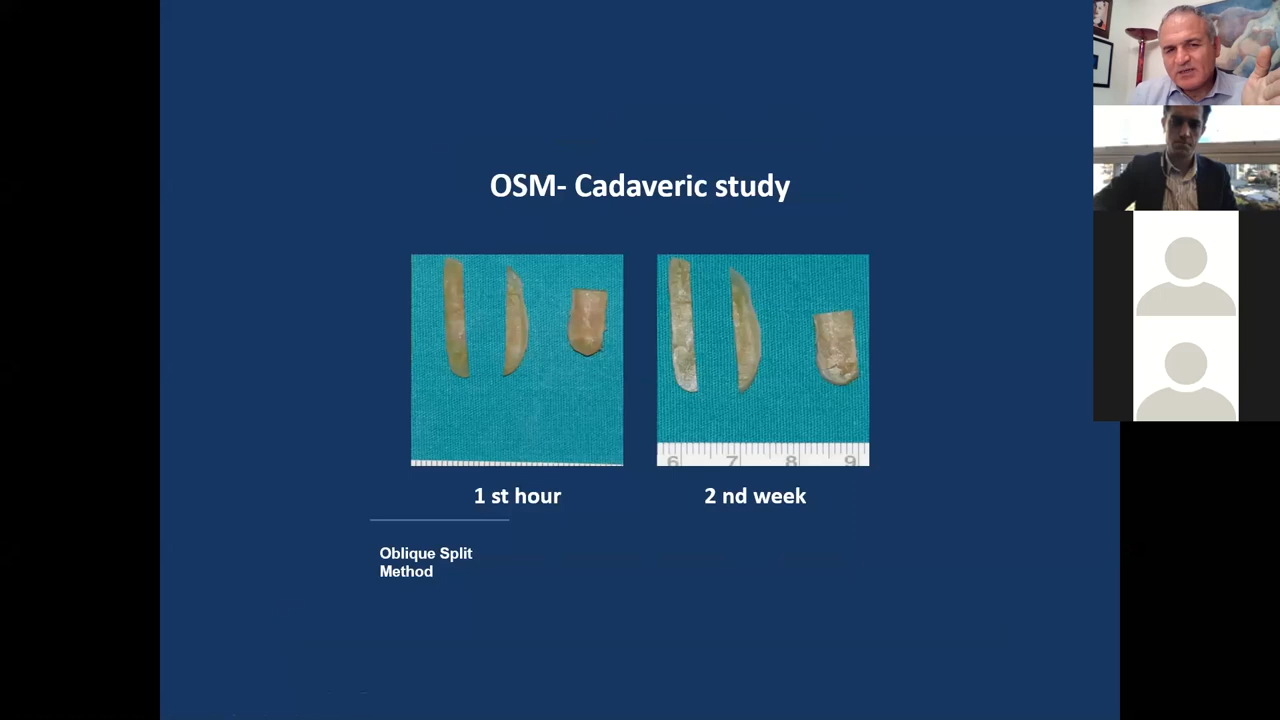 OSM- Cadaveric study
6 7 8 9
1 st hour
2 nd week
Oblique Split
Method